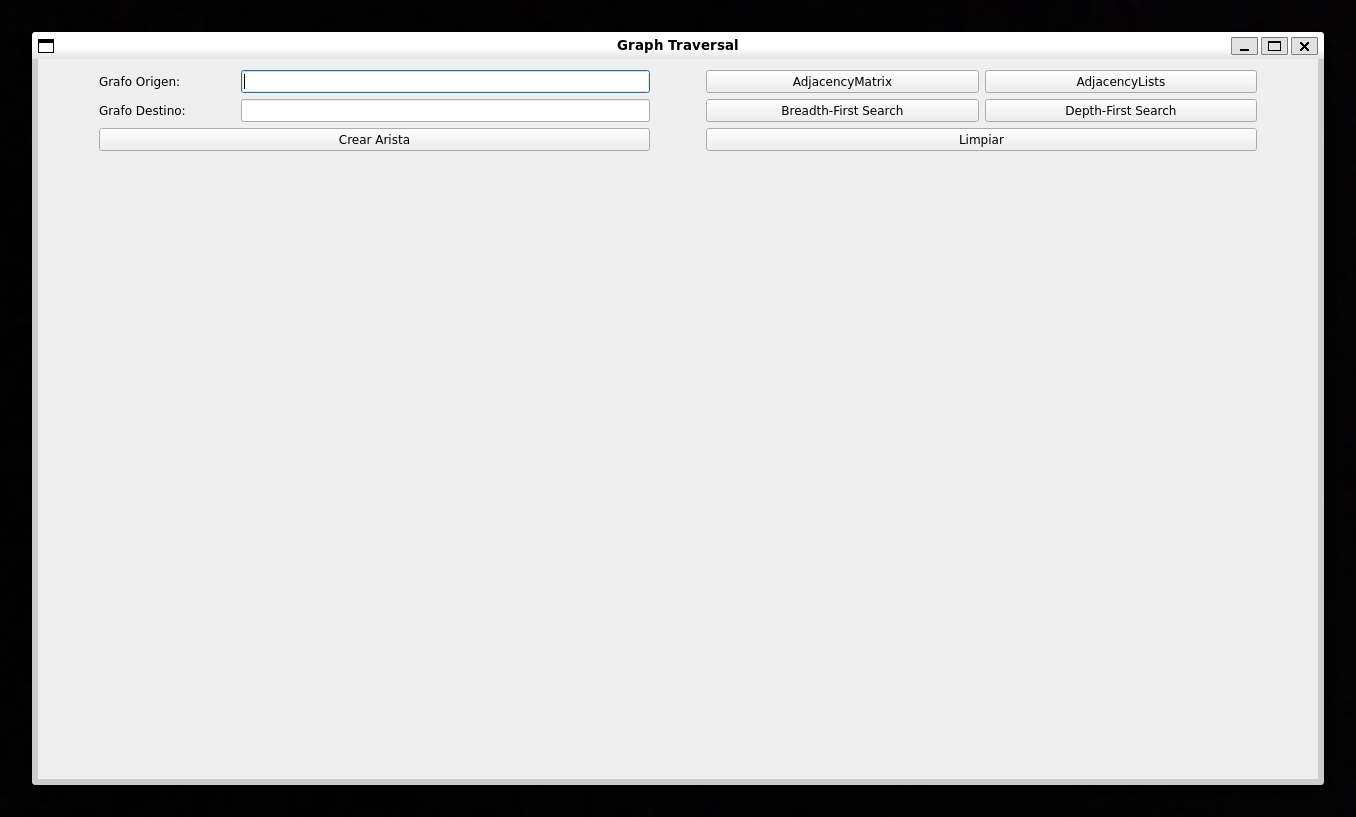 Graph Traversal
Grafo Origen:
AdjacencyMatrix
AdjacencyLists
Grafo Destino:
Breadth-First Search
Depth-First Search
Crear Arista
Limpiar